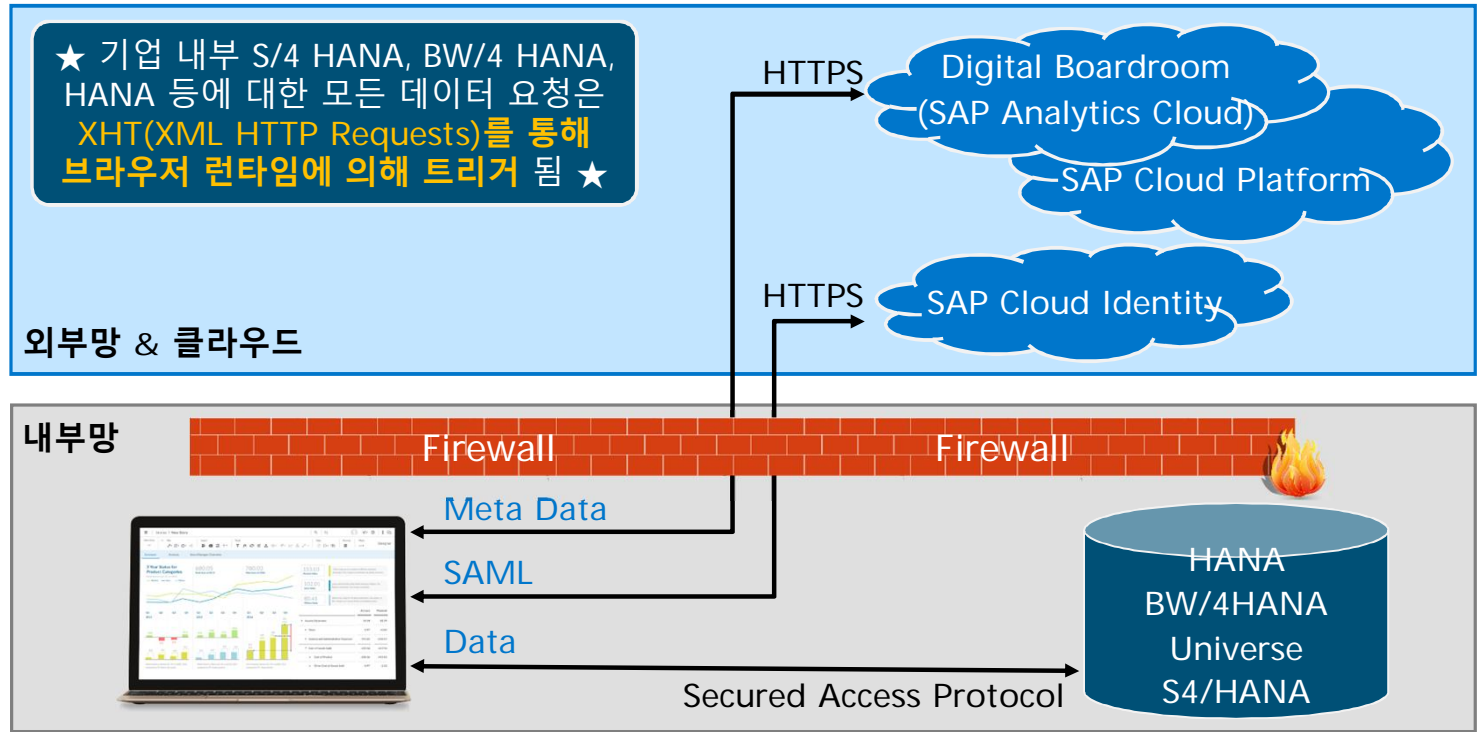 ★ 기업 내부 S/4 HANA, BW/4 HANA,
HANA 등에 대한 모든 데이터 요청은
XHT(XML HTTP Requests)를 통해
브라우저 런타임에 의해 트리거 됨 ★
HTTPS
Digital Boardroom
(SAP Analytics Cloud)
SAP Cloud Platform
HTTPS
SAP Cloud Identity
외부망 & 클라우드
내부망
Firewall
Firewall
Meta Data
SAML
Data
Secured Access Protocol
HANA
BW/4HANA
Universe
S4/HANA